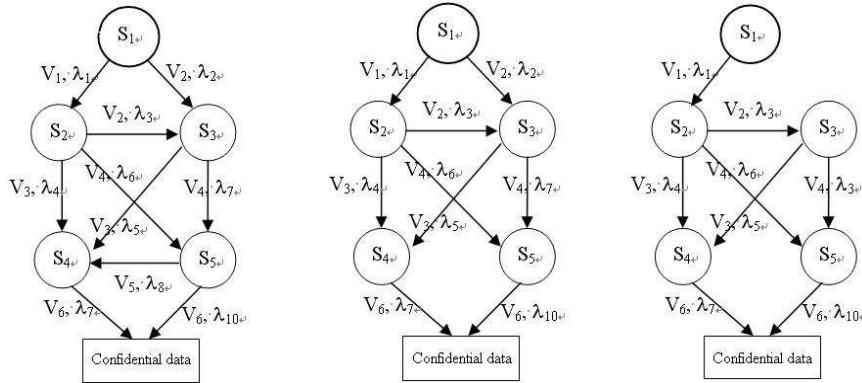 S₁
V₁, λ₁ V₂, λ₂
S₂ V₂, λ₃ S₃
V₃, λ₄ V₄, λ₆ V₃, λ₅ V₄, λ₇
S₄ V₅, λ₈ S₅
V₆, λ₇ V₆, λ₁₀
Confidential data
S₁
V₁, λ₁ V₂, λ₂
S₂ V₂, λ₃ S₃
V₃, λ₄ V₄, λ₆ V₃, λ₅ V₄, λ₇
S₄ S₅
V₆, λ₇ V₆, λ₁₀
Confidential data
S₁
V₁, λ₁
S₂ V₂, λ₃ S₃
V₃, λ₄ V₄, λ₆ V₃, λ₅ V₄, λ₃
S₄ S₅
V₆, λ₇ V₆, λ₁₀
Confidential data